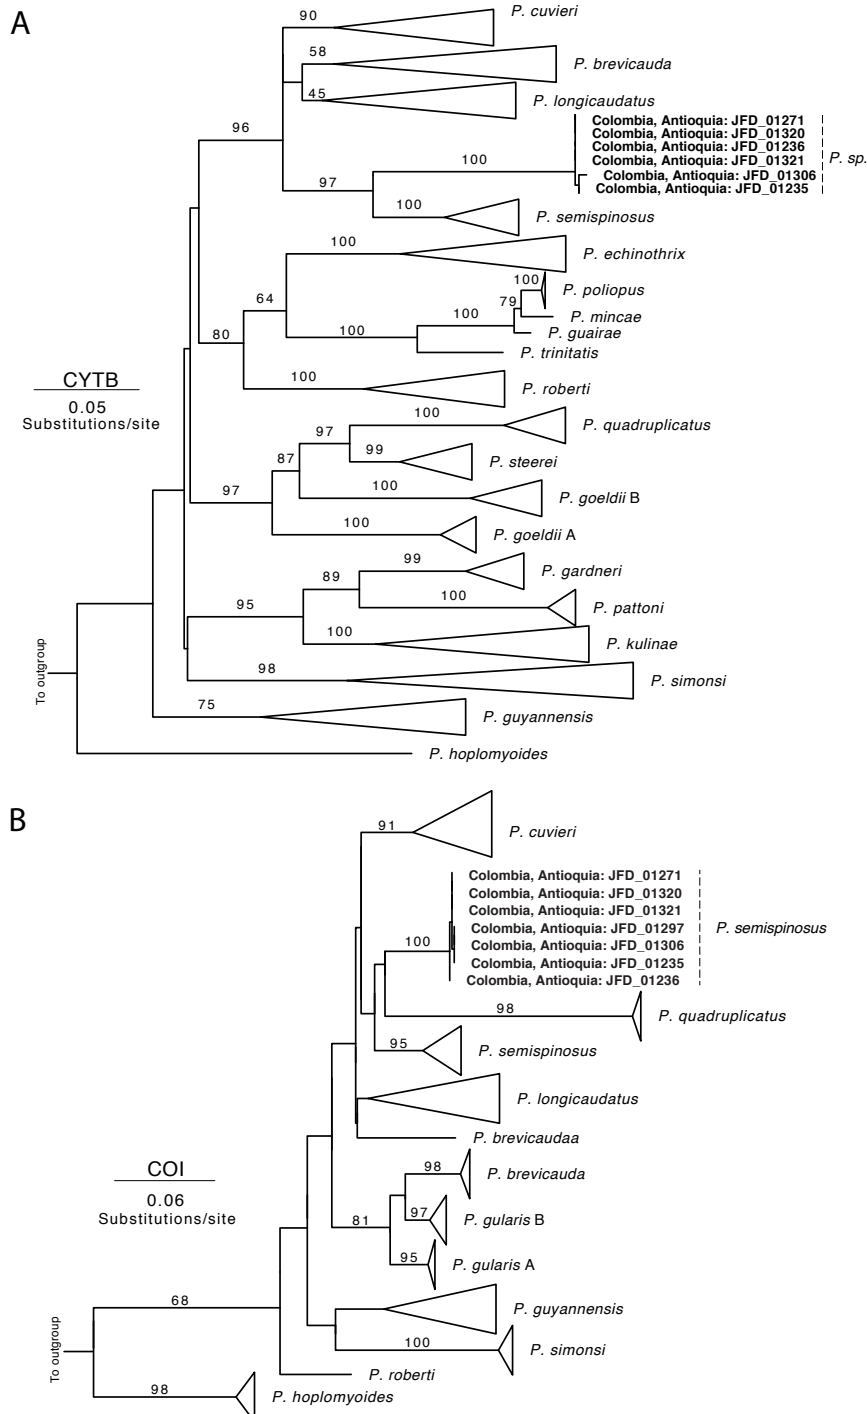 A
90
P. cuvieri
58
P. brevicauda
45
P. longicaudatus
96
Colombia, Antioquia: JFD_01271
Colombia, Antioquia: JFD_01320
Colombia, Antioquia: JFD_01236
Colombia, Antioquia: JFD_01321
P. sp.
100
Colombia, Antioquia: JFD_01306
Colombia, Antioquia: JFD_01235
97
100
P. semispinosus
100
P. echinothrix
100
P. poliopus
64
79
P. mincae
100
P. guairae
80
100
P. trinitatis
100
P. roberti
CYTB
0.05
Substitutions/site
100
P. quadruplicatus
97
99
P. steerei
87
100
P. goeldii B
97
100
P. goeldii A
99
P. gardneri
89
100
P. pattoni
95
100
P. kulinae
98
P. simonsi
To outgroup
75
P. guyannensis
P. hoplomyoides
B
91
P. cuvieri
Colombia, Antioquia: JFD_01271
Colombia, Antioquia: JFD_01320
Colombia, Antioquia: JFD_01321
Colombia, Antioquia: JFD_01297
P. semispinosus
100
Colombia, Antioquia: JFD_01306
Colombia, Antioquia: JFD_01235
Colombia, Antioquia: JFD_01236
98
P. quadruplicatus
95
P. semispinosus
P. longicaudatus
P. brevicaudaa
COI
0.06
Substitutions/site
98
P. brevicauda
97
P. gularis B
81
95
P. gularis A
68
P. guyannensis
100
P. simonsi
To outgroup
P. roberti
98
P. hoplomyoides